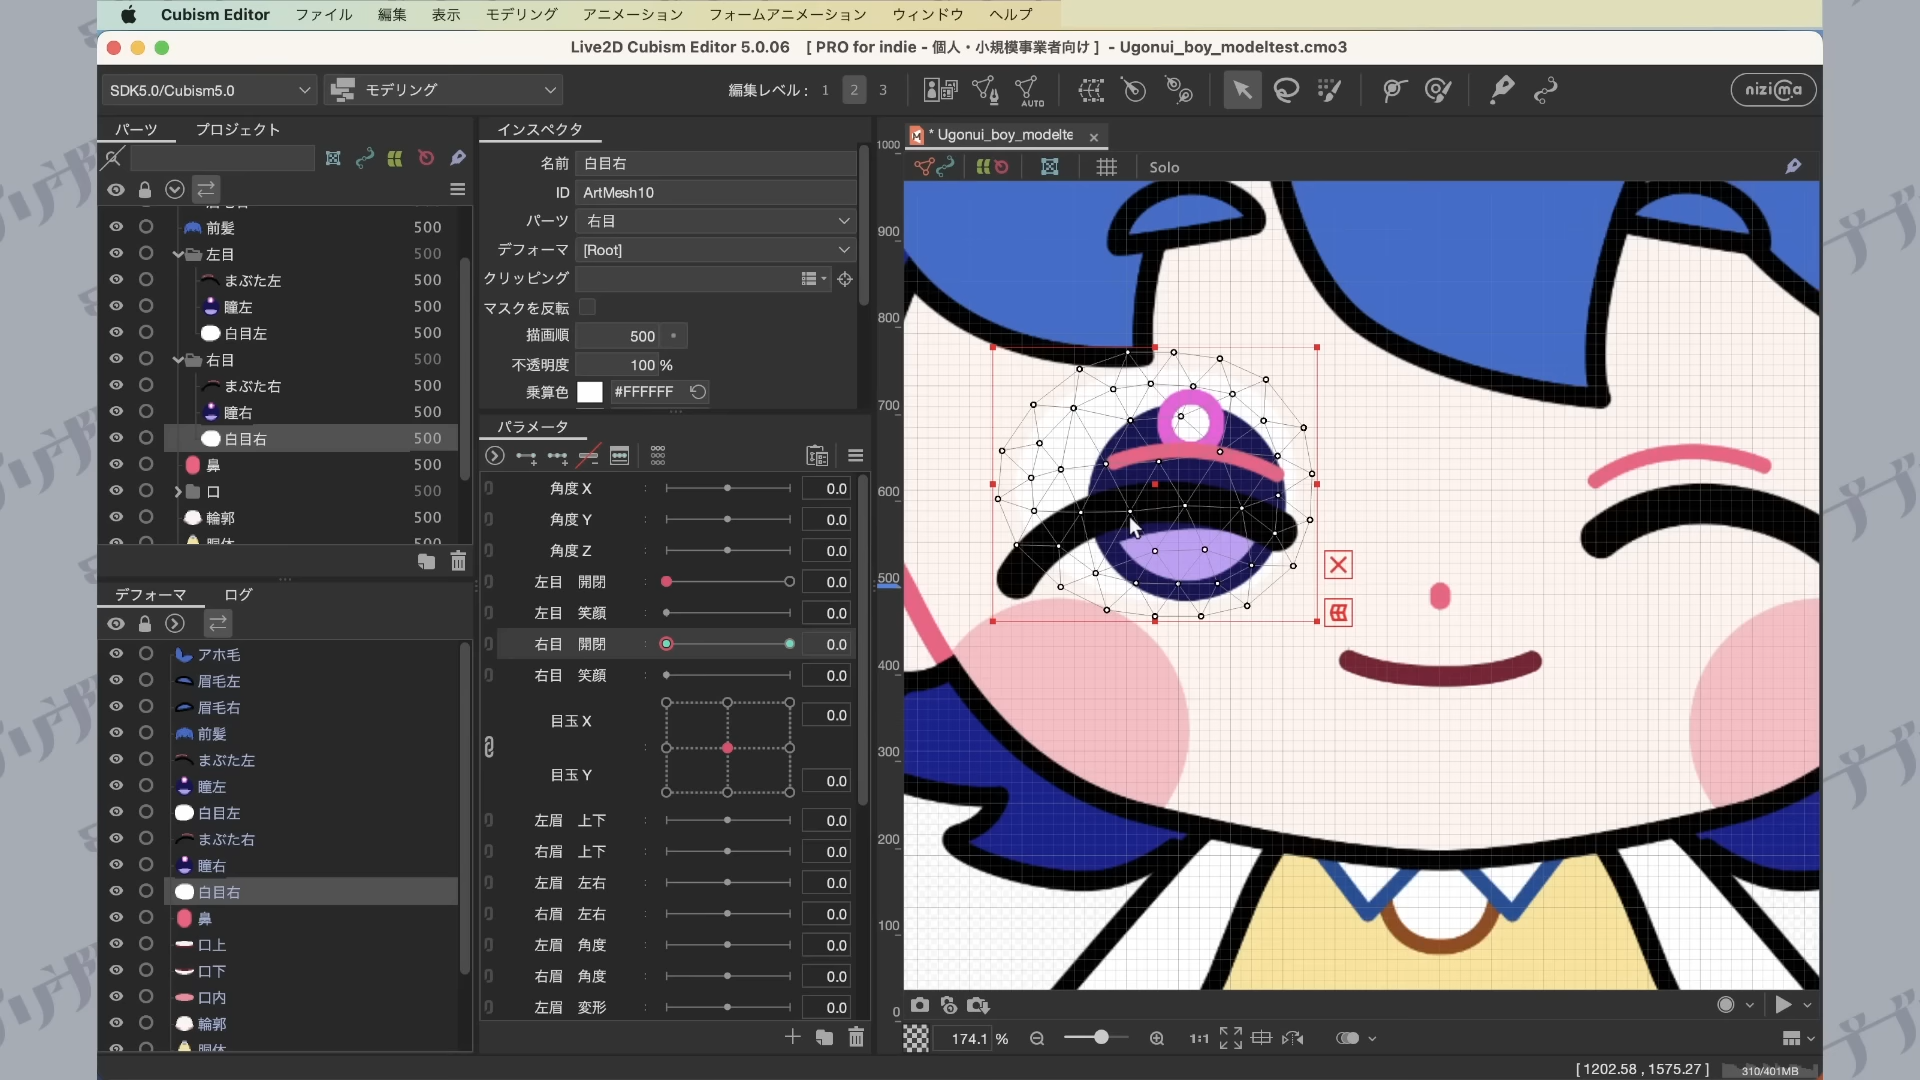 Cubism Editor ファイル 編集 表示 モデリング アニメーション フォームアニメーション ウィンドウ ヘルプ
Live2D Cubism Editor 5.0.06 [ PRO for indie - 個人・小規模事業者向け ] - Ugonui_boy_modeltest.cmo3
SDK5.0/Cubism5.0
モデリング
編集レベル： 1 2 3
AUTO
nizima
パーツ プロジェクト
前髪 500
左目 500
まぶた左 500
瞳左 500
白目左 500
右目 500
まぶた右 500
瞳右 500
白目右 500
鼻 500
口 500
輪郭 500
デフォーマ ログ
アホ毛
眉毛左
眉毛右
前髪
まぶた左
瞳左
白目左
まぶた右
瞳右
白目右
鼻
口上
口下
口内
輪郭
胴体
インスペクタ
名前 白目右
ID ArtMesh10
パーツ 右目
デフォーマ [Root]
クリッピング
マスクを反転
描画順 500
不透明度 100 %
乗算色 #FFFFFF
パラメータ
角度 X : 0.0
角度 Y : 0.0
角度 Z : 0.0
左目 開閉 : 0.0
左目 笑顔 : 0.0
右目 開閉 : 0.0
右目 笑顔 : 0.0
目玉 X 0.0
:
目玉 Y 0.0
左眉 上下 : 0.0
右眉 上下 : 0.0
左眉 左右 : 0.0
右眉 左右 : 0.0
左眉 角度 : 0.0
右眉 角度 : 0.0
左眉 変形 : 0.0
* Ugonui_boy_modelte
Solo
1000
900
800
700
600
500
400
300
200
100
0
174.1 %
1:1
[ 1202.58 , 1575.27 ]
310/401MB